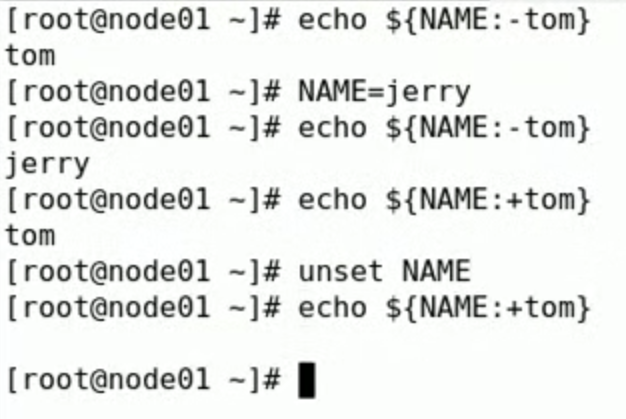 [root@node01 ~]# echo ${NAME:-tom}
tom
[root@node01 ~]# NAME=jerry
[root@node01 ~]# echo ${NAME:-tom}
jerry
[root@node01 ~]# echo ${NAME:+tom}
tom
[root@node01 ~]# unset NAME
[root@node01 ~]# echo ${NAME:+tom}

[root@node01 ~]#